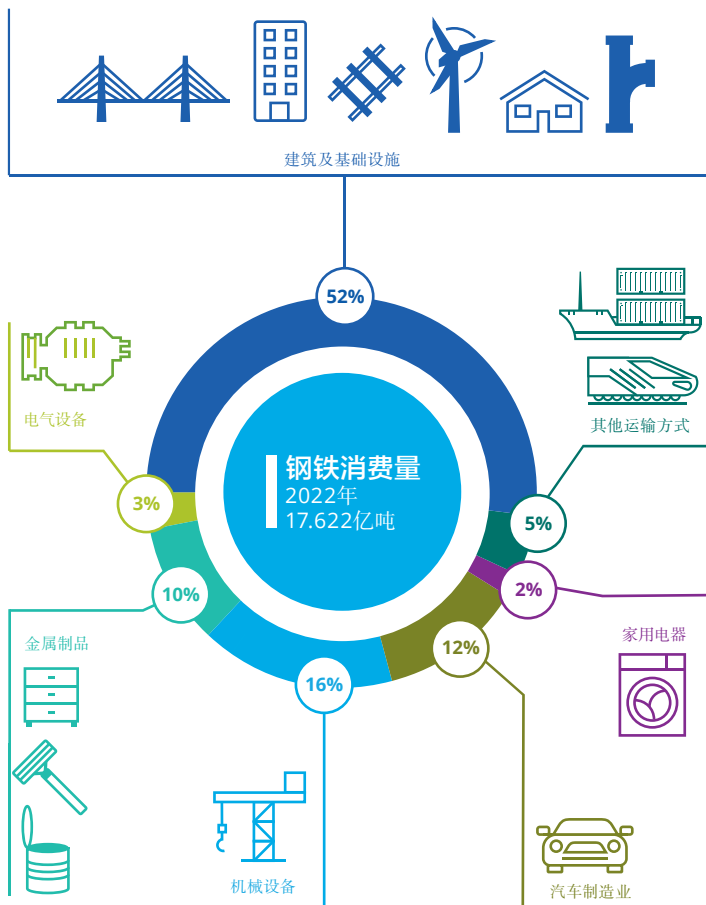 建筑及基础设施
52%
电气设备
其他运输方式
钢铁消费量
2022年
17.622亿吨
3%
5%
2%
10%
家用电器
金属制品
12%
16%
机械设备
汽车制造业